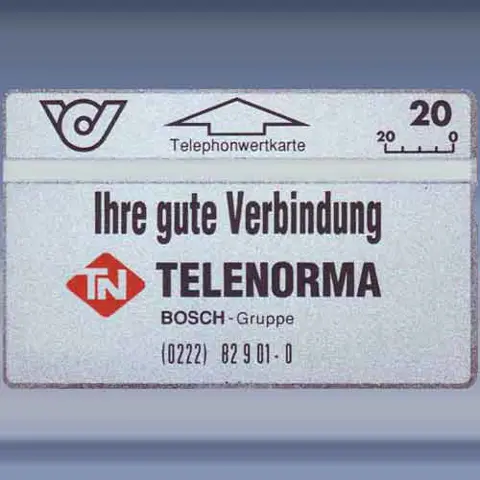 20
Telephonwertkarte
20 0
Ihre gute Verbindung
TN TELENORMA
BOSCH-Gruppe
(0222) 82 9 01-0